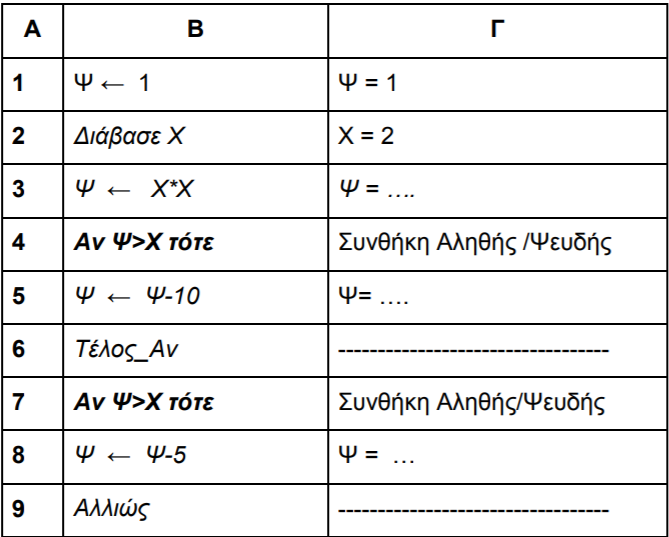 Α Β Γ
1 Ψ ← 1 Ψ = 1
2 Διάβασε Χ Χ = 2
3 Ψ ← Χ*Χ Ψ = ….
4 Αν Ψ>Χ τότε Συνθήκη Αληθής /Ψευδής
5 Ψ ← Ψ-10 Ψ= ….
6 Τέλος_Αν ----------------------------------
7 Αν Ψ>Χ τότε Συνθήκη Αληθής/Ψευδής
8 Ψ ← Ψ-5 Ψ = …
9 Αλλιώς ----------------------------------